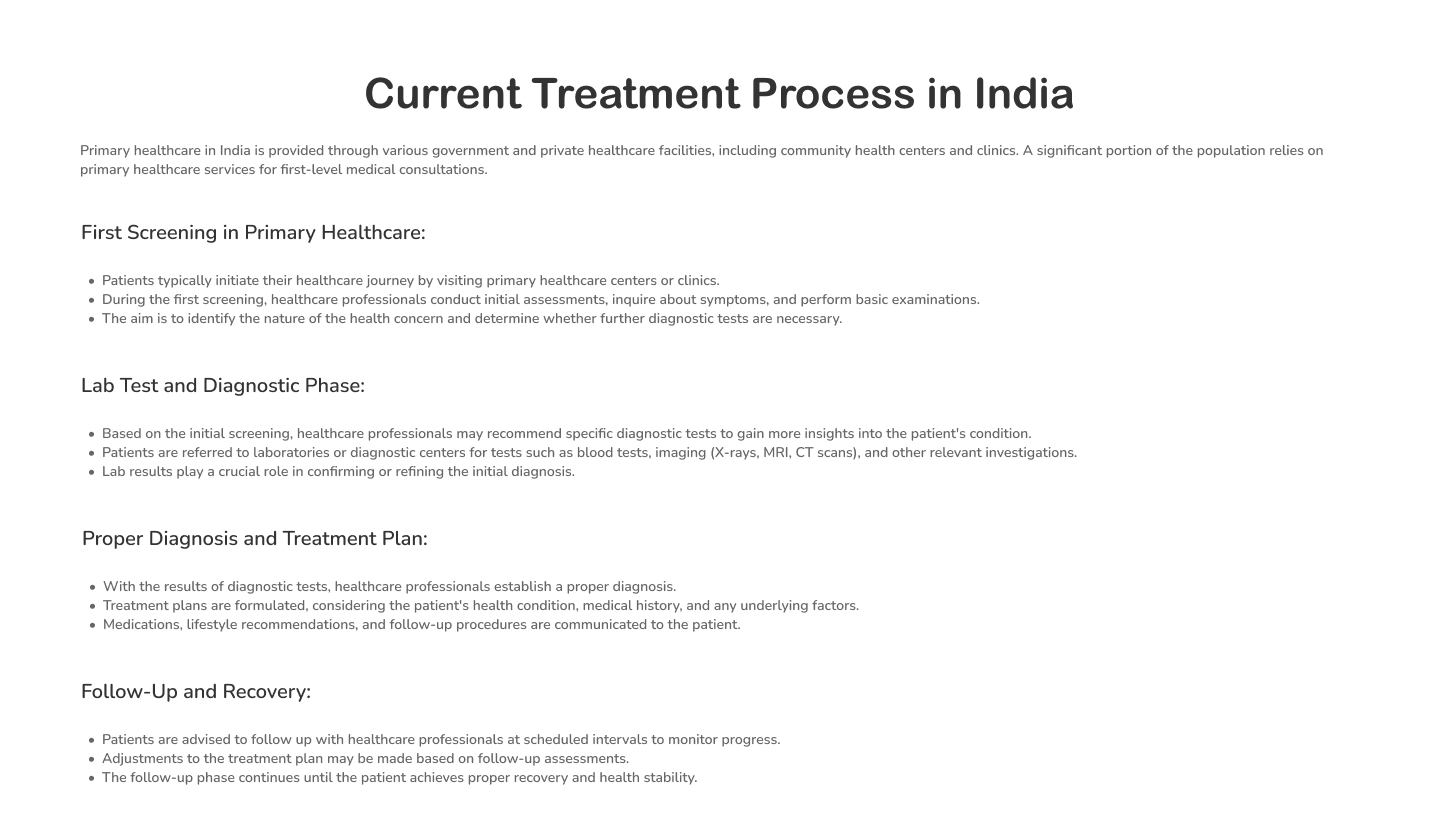 Current Treatment Process in India
Primary healthcare in India is provided through various government and private healthcare facilities, including community health centers and clinics. A significant portion of the population relies on
primary healthcare services for first-level medical consultations.
First Screening in Primary Healthcare:
• Patients typically initiate their healthcare journey by visiting primary healthcare centers or clinics.
• During the first screening, healthcare professionals conduct initial assessments, inquire about symptoms, and perform basic examinations.
• The aim is to identify the nature of the health concern and determine whether further diagnostic tests are necessary.
Lab Test and Diagnostic Phase:
• Based on the initial screening, healthcare professionals may recommend specific diagnostic tests to gain more insights into the patient's condition.
• Patients are referred to laboratories or diagnostic centers for tests such as blood tests, imaging (X-rays, MRI, CT scans), and other relevant investigations.
• Lab results play a crucial role in confirming or refining the initial diagnosis.
Proper Diagnosis and Treatment Plan:
• With the results of diagnostic tests, healthcare professionals establish a proper diagnosis.
• Treatment plans are formulated, considering the patient's health condition, medical history, and any underlying factors.
• Medications, lifestyle recommendations, and follow-up procedures are communicated to the patient.
Follow-Up and Recovery:
• Patients are advised to follow up with healthcare professionals at scheduled intervals to monitor progress.
• Adjustments to the treatment plan may be made based on follow-up assessments.
• The follow-up phase continues until the patient achieves proper recovery and health stability.